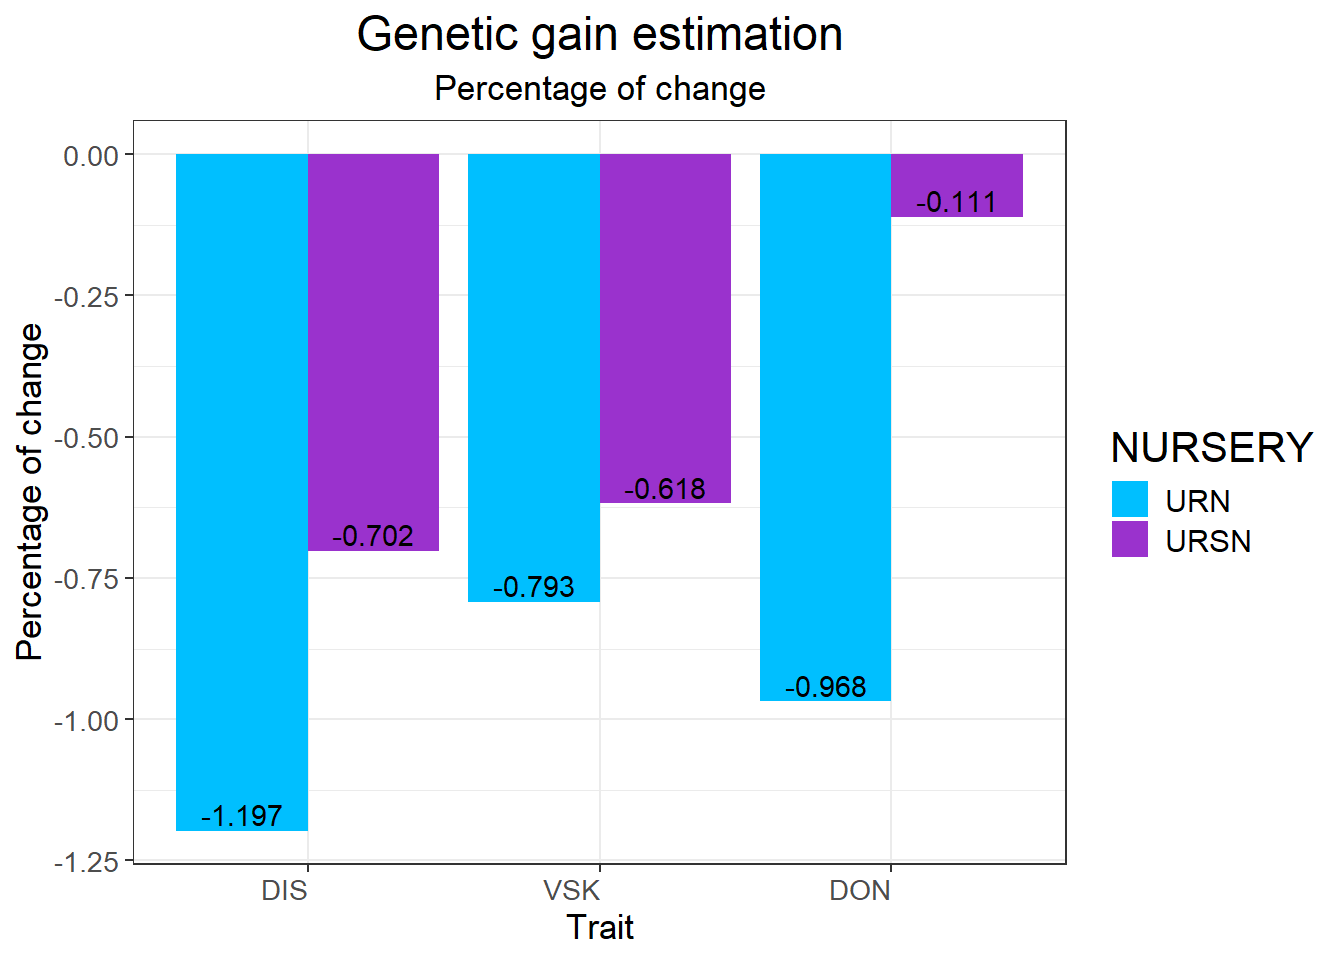 Genetic gain estimation
Percentage of change
Percentage of change
0.00
-0.25
-0.50
-0.75
-1.00
-1.25
-1.197
-0.702
-0.793
-0.618
-0.968
-0.111
DIS
VSK
DON
Trait
NURSERY
URN
URSN